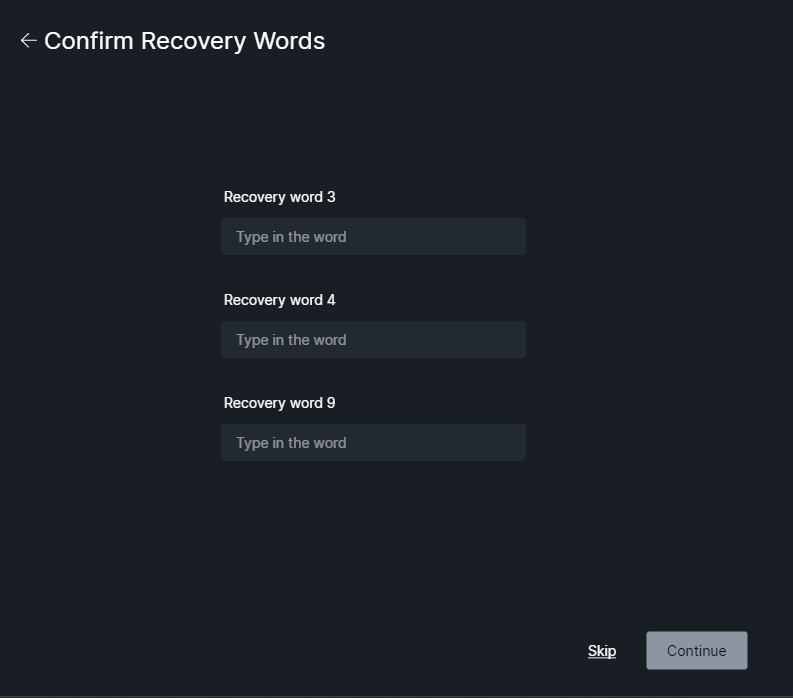 Confirm Recovery Words
Recovery word 3
Type in the word
Recovery word 4
Type in the word
Recovery word 9
Type in the word
Skip
Continue